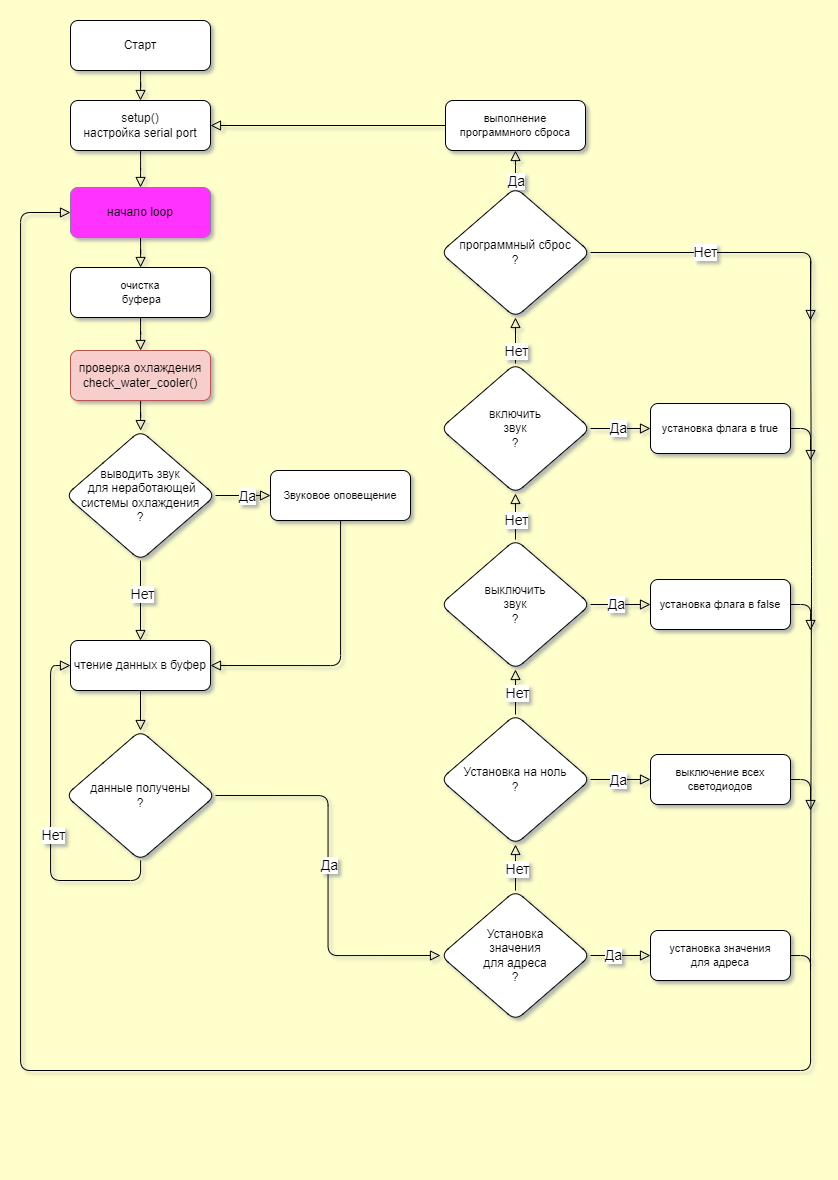 Старт
setup()
настройка serial port
начало loop
очистка
буфера
проверка охлаждения
check_water_cooler()
выводить звук
для неработающей
системы охлаждения
?
Да
Звуковое оповещение
Нет
чтение данных в буфер
данные получены
?
Нет
Да
Установка
значения
для адреса
?
Да
установка значения
для адреса
Нет
Установка на ноль
?
Да
выключение всех
светодиодов
Нет
выключить
звук
?
Да
установка флага в false
Нет
включить
звук
?
Да
установка флага в true
Нет
программный сброс
?
Нет
Да
выполнение
программного сброса